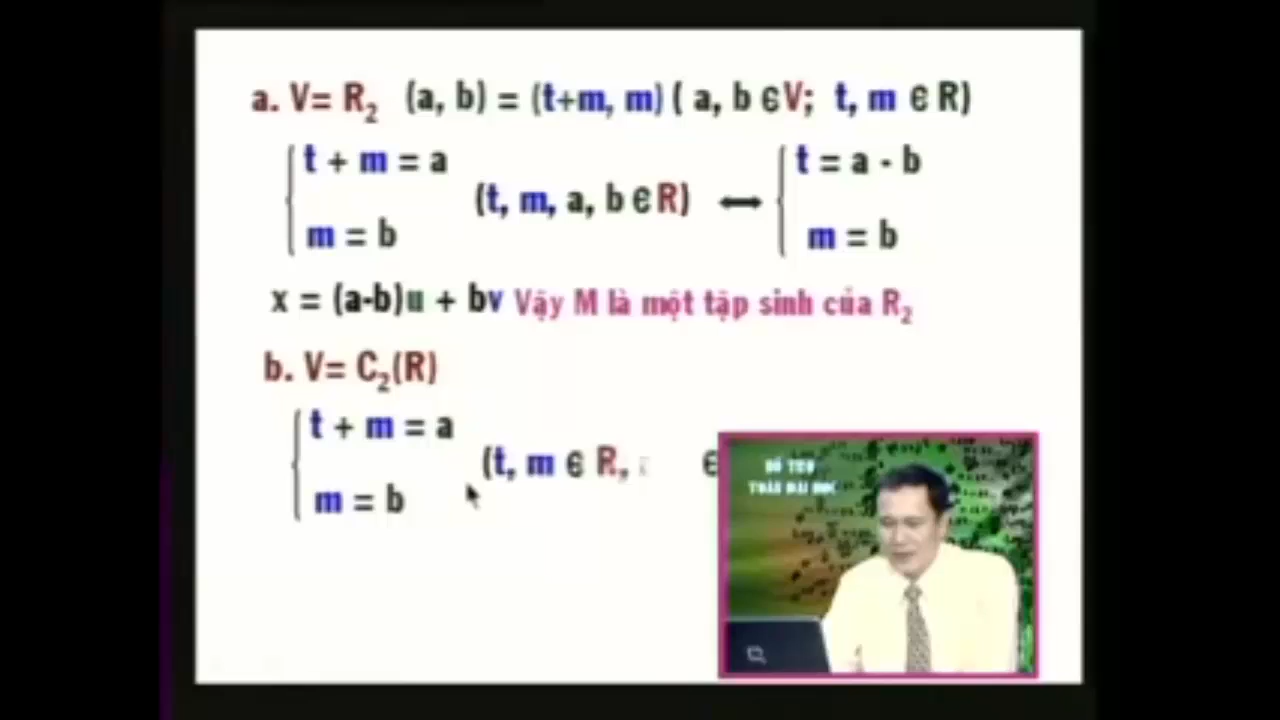 a. V= R₂ (a, b) = (t+m, m) ( a, b ∈V; t, m ∈ R)
t + m = a
m = b
(t, m, a, b ∈ R) ↔
t = a - b
m = b
x = (a-b)u + bv Vậy M là một tập sinh của R₂
b. V= C₂(R)
t + m = a
m = b
(t, m ∈ R, ∈